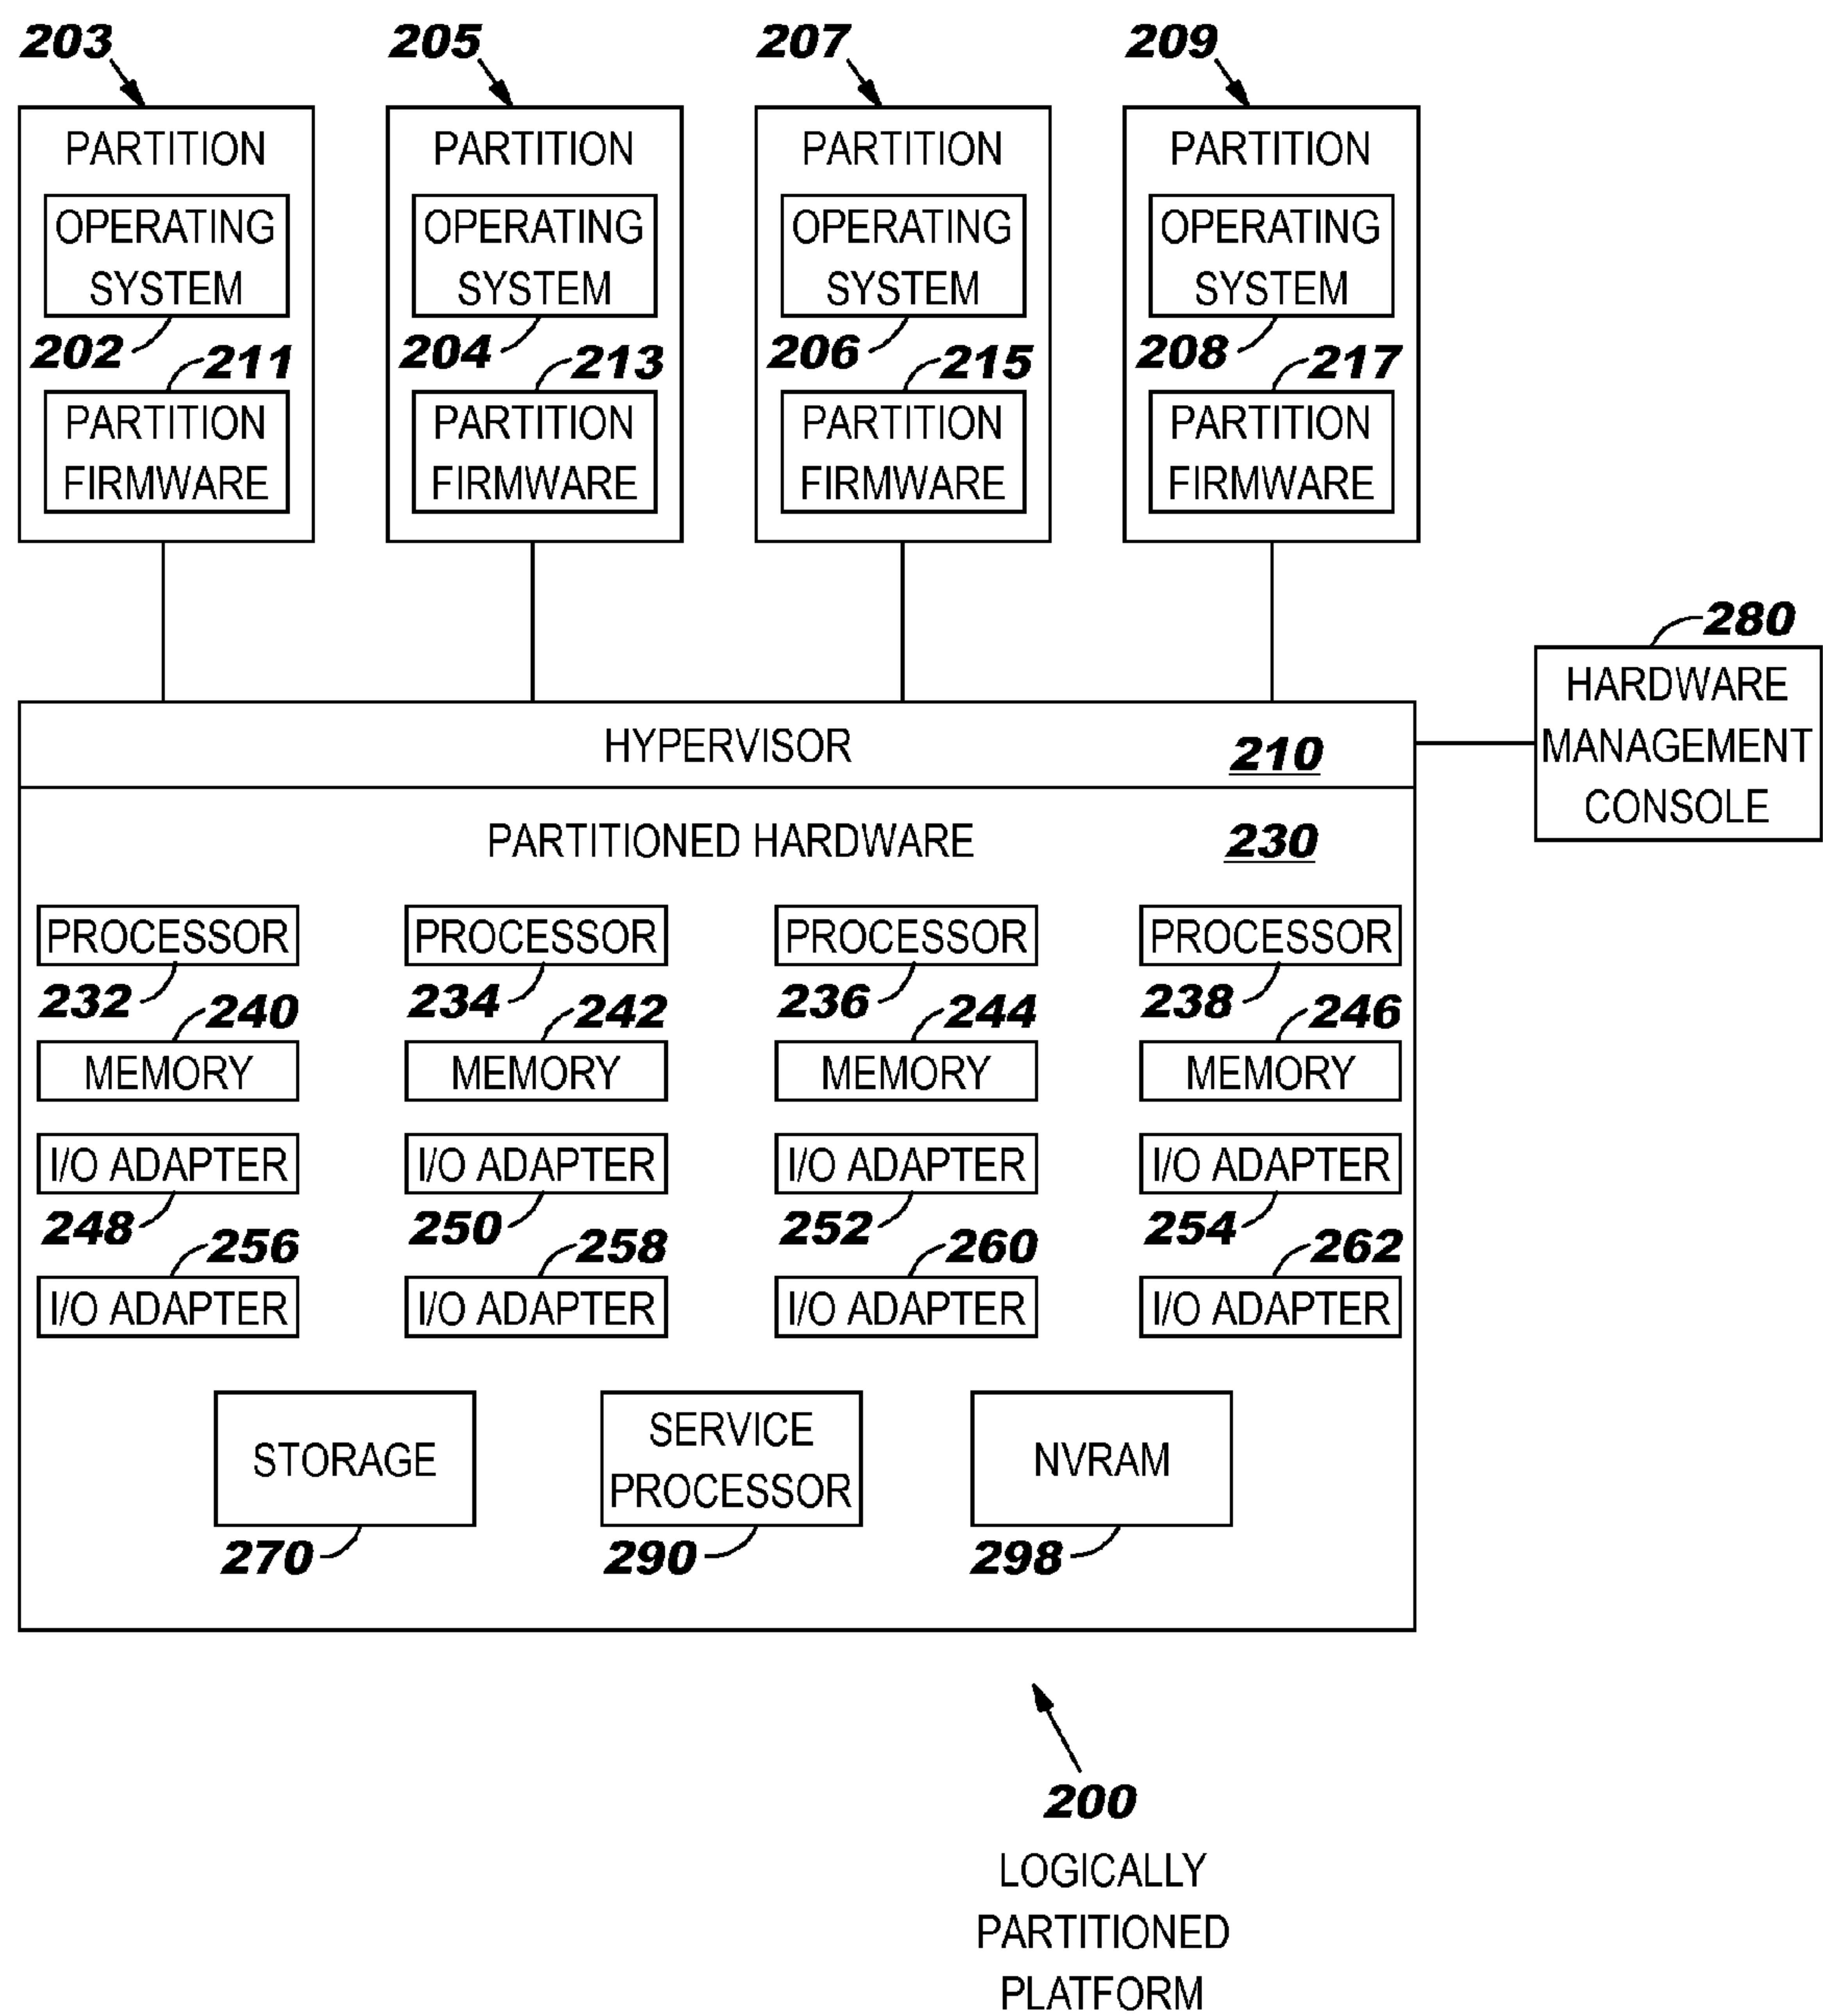 203 205 207 209
PARTITION PARTITION PARTITION PARTITION
OPERATING OPERATING OPERATING OPERATING
SYSTEM SYSTEM SYSTEM SYSTEM
202 211 204 213 206 215 208 217
PARTITION PARTITION PARTITION PARTITION
FIRMWARE FIRMWARE FIRMWARE FIRMWARE
280
HARDWARE
MANAGEMENT
CONSOLE
HYPERVISOR 210
PARTITIONED HARDWARE 230
PROCESSOR PROCESSOR PROCESSOR PROCESSOR
232 240 234 242 236 244 238 246
MEMORY MEMORY MEMORY MEMORY
I/O ADAPTER I/O ADAPTER I/O ADAPTER I/O ADAPTER
248 256 250 258 252 260 254 262
I/O ADAPTER I/O ADAPTER I/O ADAPTER I/O ADAPTER
STORAGE
SERVICE
PROCESSOR
NVRAM
270 290 298
200
LOGICALLY
PARTITIONED
PLATFORM